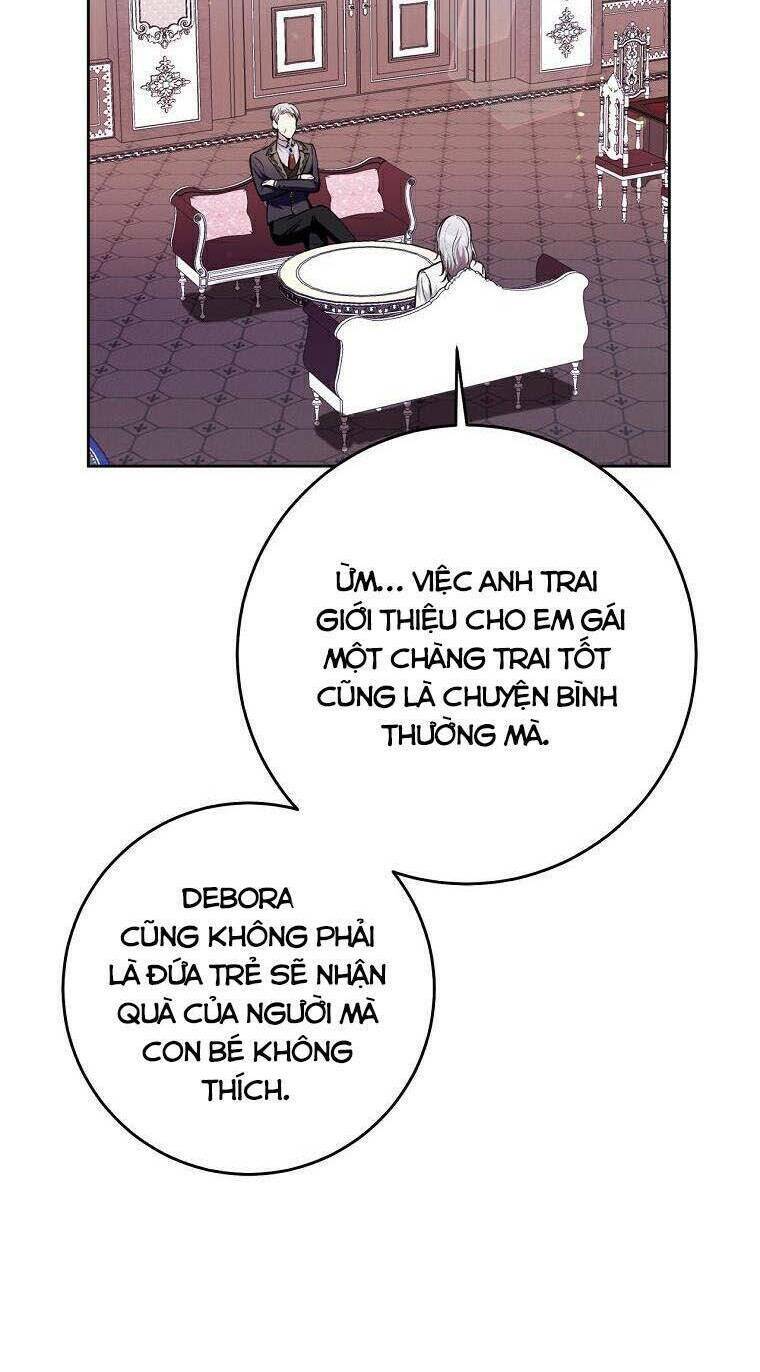 ỪM... VIỆC ANH TRAI
GIỚI THIỆU CHO EM GÁI
MỘT CHÀNG TRAI TỐT
CŨNG LÀ CHUYỆN BÌNH
THƯỜNG MÀ.
DEBORA
CŨNG KHÔNG PHẢI
LÀ ĐỨA TRẺ SẼ NHẬN
QUÀ CỦA NGƯỜI MÀ
CON BÉ KHÔNG
THÍCH.